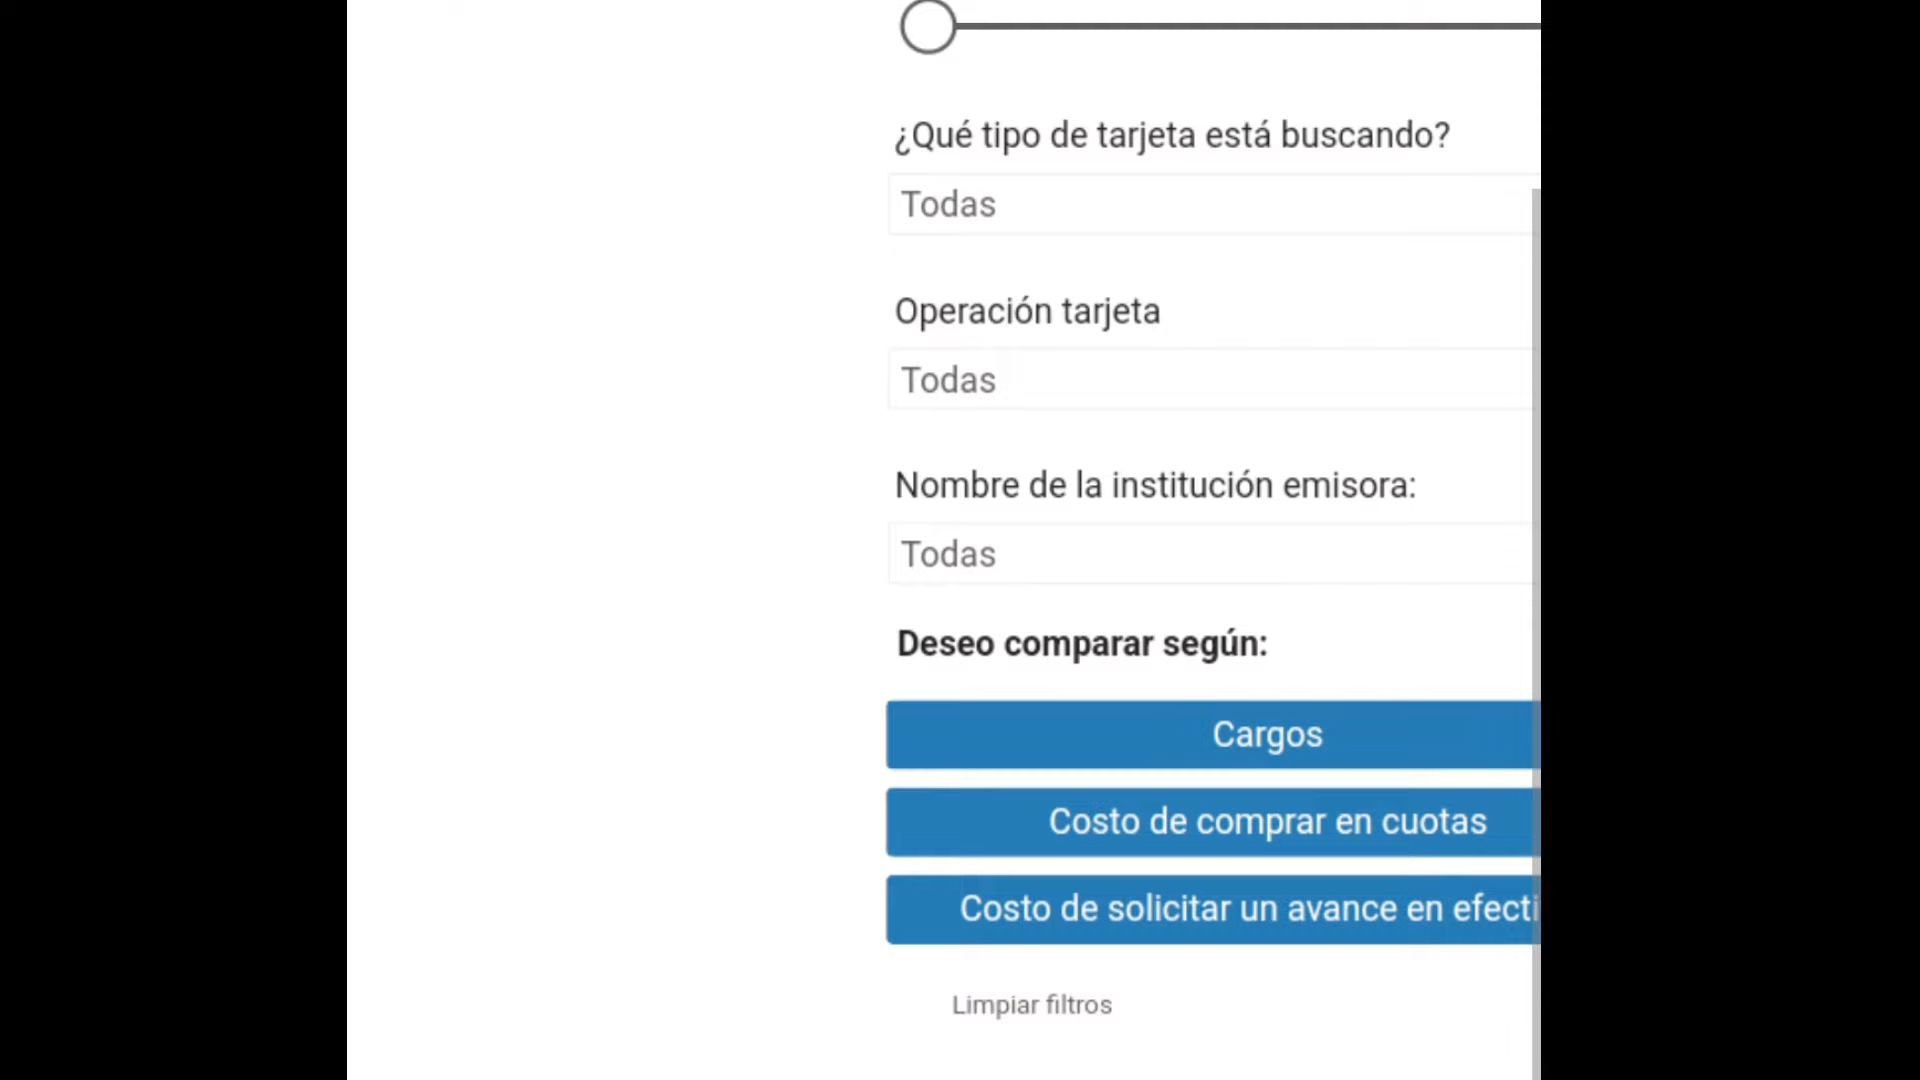 ¿Qué tipo de tarjeta está buscando?
Todas
Operación tarjeta
Todas
Nombre de la institución emisora:
Todas
Deseo comparar según:
Cargos
Costo de comprar en cuotas
Costo de solicitar un avance en efecti
Limpiar filtros